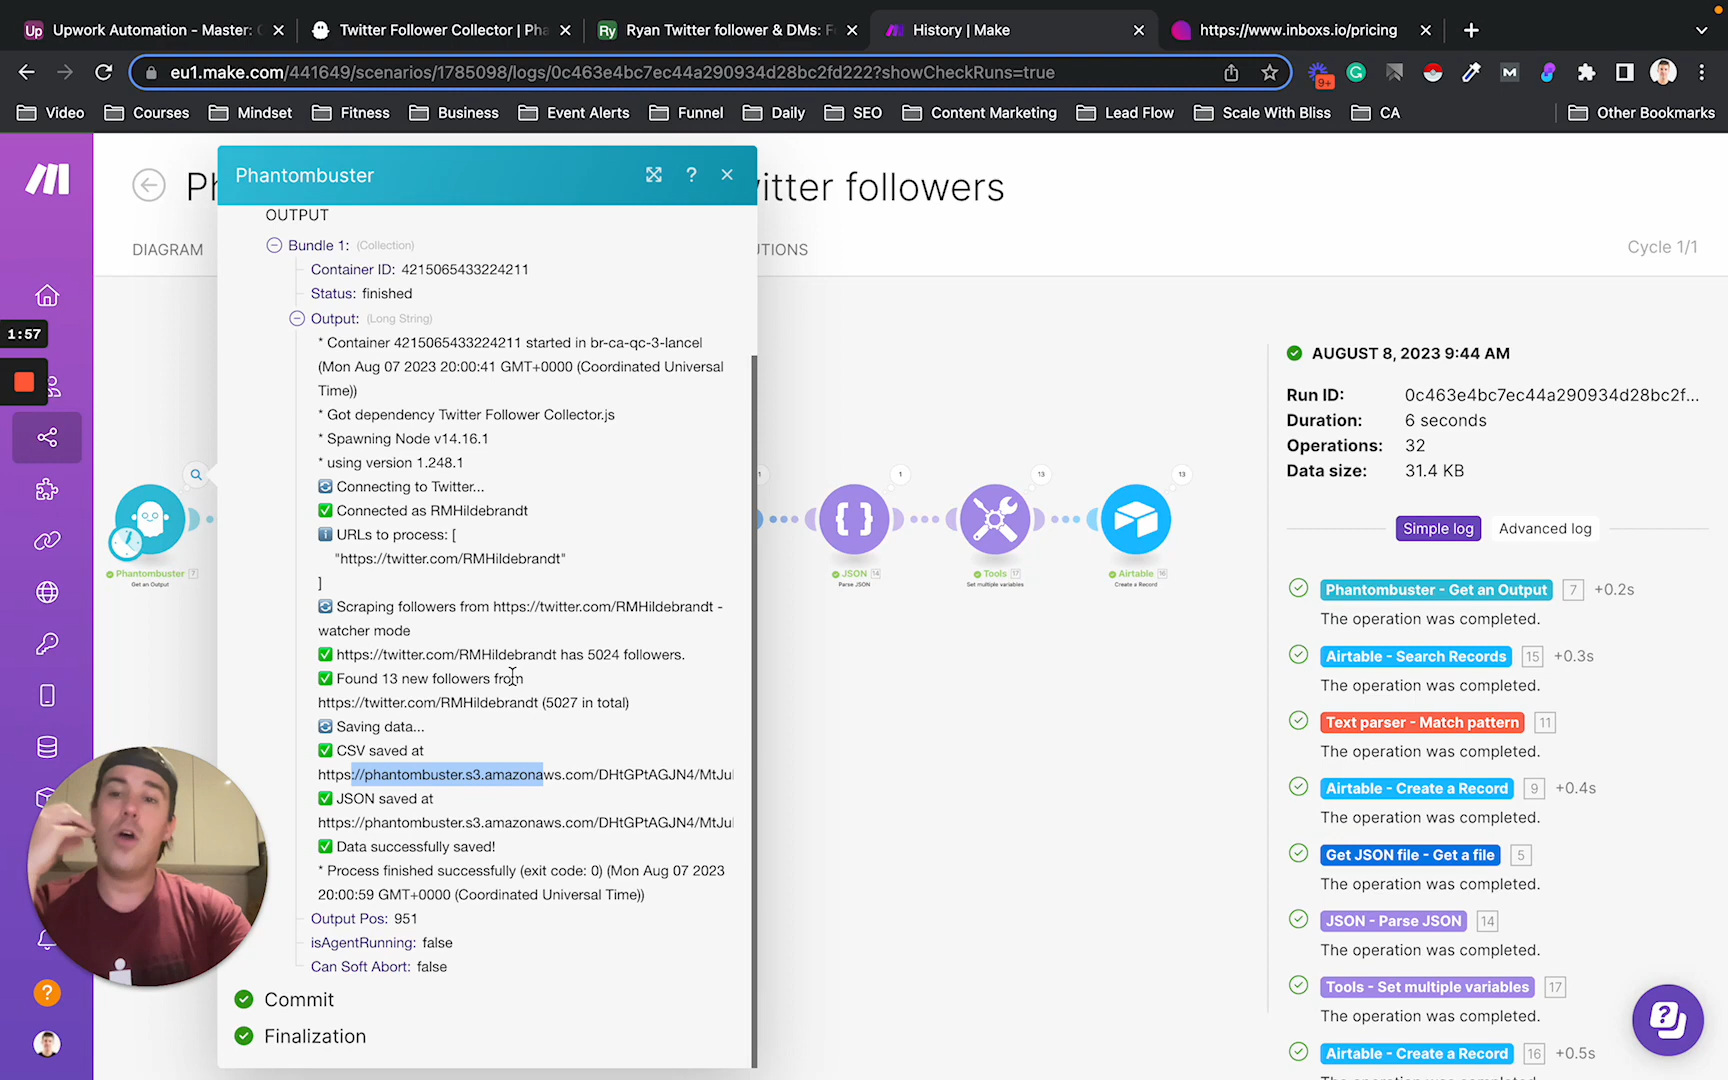 Up Upwork Automation - Master: C
Twitter Follower Collector | Pha
Ry Ryan Twitter follower & DMs: F
History | Make
https://www.inboxs.io/pricing
eu1.make.com/441649/scenarios/1785098/logs/0c463e4bc7ec44a290934d28bc2fd222?showCheckRuns=true
9+
Video
Courses
Mindset
Fitness
Business
Event Alerts
Funnel
Daily
SEO
Content Marketing
Lead Flow
Scale With Bliss
CA
Other Bookmarks
Phantombuster
?
Ph
witter followers
DIAGRAM
UTIONS
Cycle 1/1
OUTPUT
Bundle 1: (Collection)
Container ID: 4215065433224211
Status: finished
Output: (Long String)
* Container 4215065433224211 started in br-ca-qc-3-lancel
(Mon Aug 07 2023 20:00:41 GMT+0000 (Coordinated Universal
Time))
* Got dependency Twitter Follower Collector.js
* Spawning Node v14.16.1
* using version 1.248.1
Connecting to Twitter...
Connected as RMHildebrandt
URLs to process: [
"https://twitter.com/RMHildebrandt"
]
Scraping followers from https://twitter.com/RMHildebrandt -
watcher mode
https://twitter.com/RMHildebrandt has 5024 followers.
Found 13 new followers from
https://twitter.com/RMHildebrandt (5027 in total)
Saving data...
CSV saved at
https://phantombuster.s3.amazonaws.com/DHtGPtAGJN4/MtJu
JSON saved at
https://phantombuster.s3.amazonaws.com/DHtGPtAGJN4/MtJu
Data successfully saved!
* Process finished successfully (exit code: 0) (Mon Aug 07 2023
20:00:59 GMT+0000 (Coordinated Universal Time))
Output Pos: 951
isAgentRunning: false
Can Soft Abort: false
Commit
Finalization
1:57
?
Phantombuster 7
Get an Output
1
1
JSON 14
Parse JSON
13
Tools 17
Set multiple variables
13
Airtable 16
Create a Record
AUGUST 8, 2023 9:44 AM
Run ID: 0c463e4bc7ec44a290934d28bc2f...
Duration: 6 seconds
Operations: 32
Data size: 31.4 KB
Simple log
Advanced log
Phantombuster - Get an Output 7 +0.2s
The operation was completed.
Airtable - Search Records 15 +0.3s
The operation was completed.
Text parser - Match pattern 11
The operation was completed.
Airtable - Create a Record 9 +0.4s
The operation was completed.
Get JSON file - Get a file 5
The operation was completed.
JSON - Parse JSON 14
The operation was completed.
Tools - Set multiple variables 17
The operation was completed.
Airtable - Create a Record 16 +0.5s